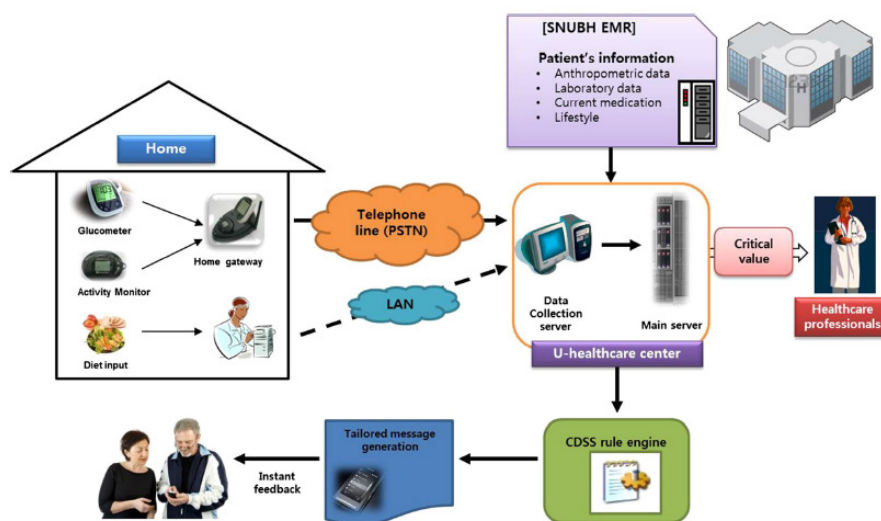 [SNUBH EMR]
Patient's information
• Anthropometric data
• Laboratory data
• Current medication
• Lifestyle
Home
Glucometer
Home gateway
Activity Monitor
Diet input
Telephone
line (PSTN)
LAN
Data
Collection
server
Main server
U-healthcare center
Critical
value
Healthcare
professionals
CDSS rule engine
Tailored message
generation
Instant
feedback